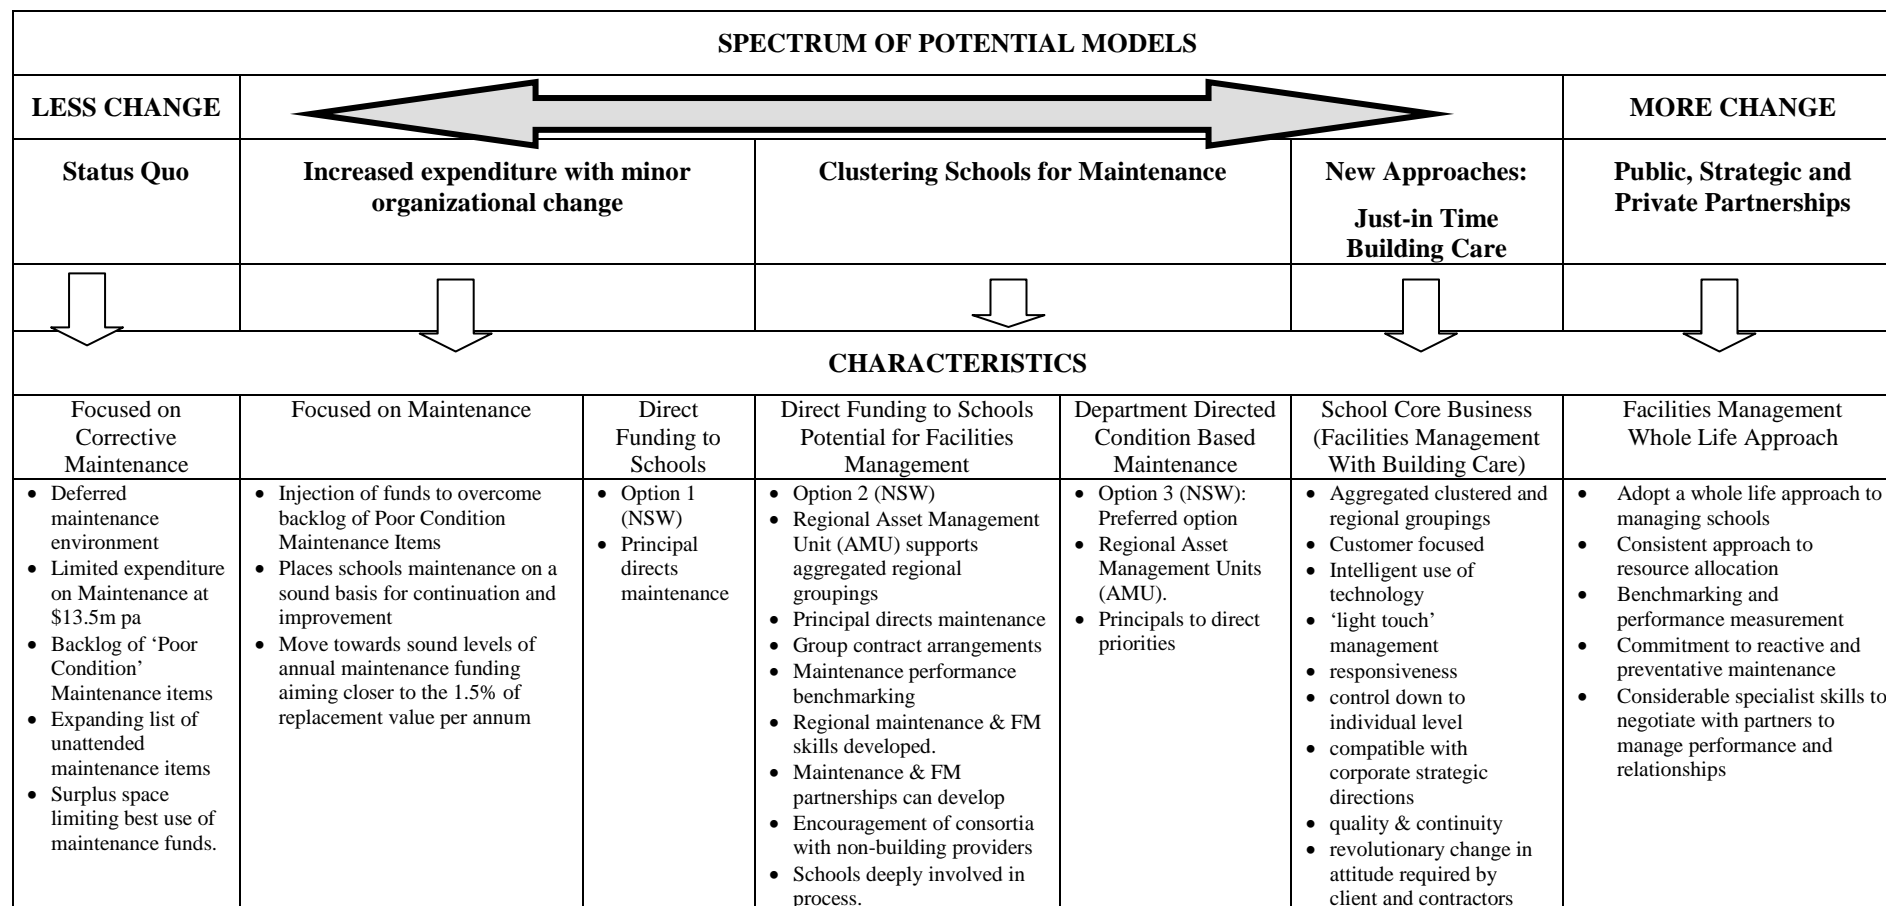 SPECTRUM OF POTENTIAL MODELS
LESS CHANGE
MORE CHANGE
Status Quo
Increased expenditure with minor
organizational change
Clustering Schools for Maintenance
New Approaches:
Just-in Time
Building Care
Public, Strategic and
Private Partnerships
CHARACTERISTICS
Focused on
Corrective
Maintenance
Focused on Maintenance
Direct
Funding to
Schools
Direct Funding to Schools
Potential for Facilities
Management
Department Directed
Condition Based
Maintenance
School Core Business
(Facilities Management
With Building Care)
Facilities Management
Whole Life Approach
• Deferred
maintenance
environment
• Limited expenditure
on Maintenance at
$13.5m pa
• Backlog of ‘Poor
Condition’
Maintenance items
• Expanding list of
unattended
maintenance items
• Surplus space
limiting best use of
maintenance funds.
• Injection of funds to overcome
backlog of Poor Condition
Maintenance Items
• Places schools maintenance on a
sound basis for continuation and
improvement
• Move towards sound levels of
annual maintenance funding
aiming closer to the 1.5% of
replacement value per annum
• Option 1
(NSW)
• Principal
directs
maintenance
• Option 2 (NSW)
• Regional Asset Management
Unit (AMU) supports
aggregated regional
groupings
• Principal directs maintenance
• Group contract arrangements
• Maintenance performance
benchmarking
• Regional maintenance & FM
skills developed.
• Maintenance & FM
partnerships can develop
• Encouragement of consortia
with non-building providers
• Schools deeply involved in
process.
• Option 3 (NSW):
Preferred option
• Regional Asset
Management Units
(AMU).
• Principals to direct
priorities
• Aggregated clustered and
regional groupings
• Customer focused
• Intelligent use of
technology
• ‘light touch’
management
• responsiveness
• control down to
individual level
• compatible with
corporate strategic
directions
• quality & continuity
• revolutionary change in
attitude required by
client and contractors
• Adopt a whole life approach to
managing schools
• Consistent approach to
resource allocation
• Benchmarking and
performance measurement
• Commitment to reactive and
preventative maintenance
• Considerable specialist skills to
negotiate with partners to
manage performance and
relationships